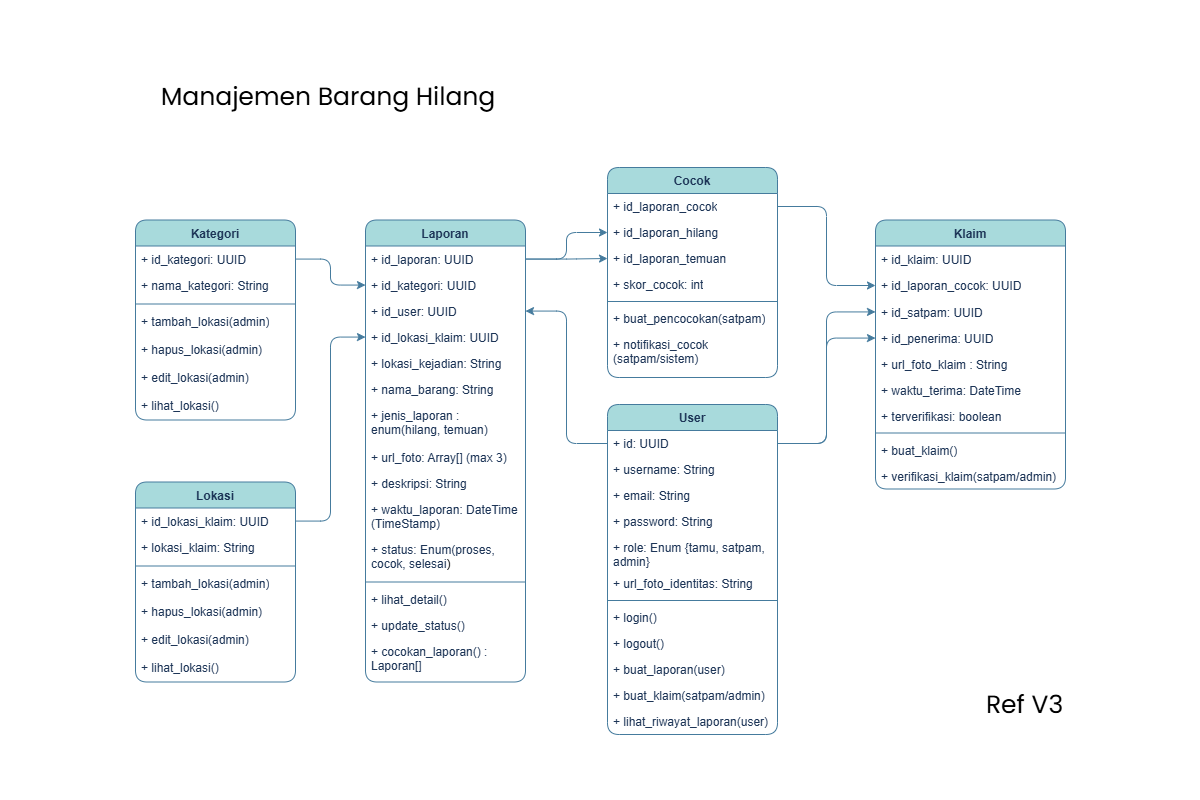 Manajemen Barang Hilang
Kategori
+ id_kategori: UUID
+ nama_kategori: String
+ tambah_lokasi(admin)
+ hapus_lokasi(admin)
+ edit_lokasi(admin)
+ lihat_lokasi()
Lokasi
+ id_lokasi_klaim: UUID
+ lokasi_klaim: String
+ tambah_lokasi(admin)
+ hapus_lokasi(admin)
+ edit_lokasi(admin)
+ lihat_lokasi()
Laporan
+ id_laporan: UUID
+ id_kategori: UUID
+ id_user: UUID
+ id_lokasi_klaim: UUID
+ lokasi_kejadian: String
+ nama_barang: String
+ jenis_laporan :
enum(hilang, temuan)
+ url_foto: Array[] (max 3)
+ deskripsi: String
+ waktu_laporan: DateTime
(TimeStamp)
+ status: Enum(proses,
cocok, selesai)
+ lihat_detail()
+ update_status()
+ cocokan_laporan() :
Laporan[]
Cocok
+ id_laporan_cocok
+ id_laporan_hilang
+ id_laporan_temuan
+ skor_cocok: int
+ buat_pencocokan(satpam)
+ notifikasi_cocok
(satpam/sistem)
User
+ id: UUID
+ username: String
+ email: String
+ password: String
+ role: Enum {tamu, satpam,
admin}
+ url_foto_identitas: String
+ login()
+ logout()
+ buat_laporan(user)
+ buat_klaim(satpam/admin)
+ lihat_riwayat_laporan(user)
Klaim
+ id_klaim: UUID
+ id_laporan_cocok: UUID
+ id_satpam: UUID
+ id_penerima: UUID
+ url_foto_klaim : String
+ waktu_terima: DateTime
+ terverifikasi: boolean
+ buat_klaim()
+ verifikasi_klaim(satpam/admin)
Ref V3